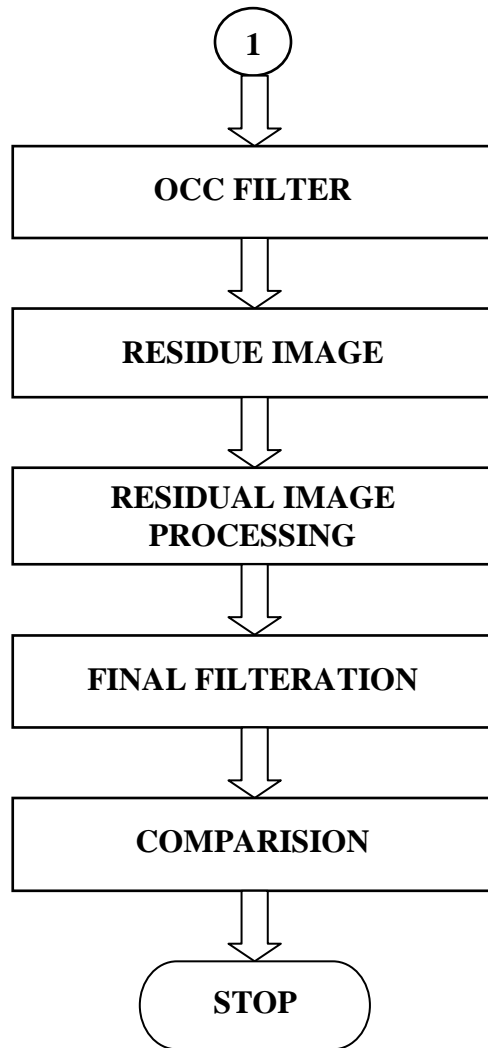 1
OCC FILTER
RESIDUE IMAGE
RESIDUAL IMAGE
PROCESSING
FINAL FILTERATION
COMPARISION
STOP